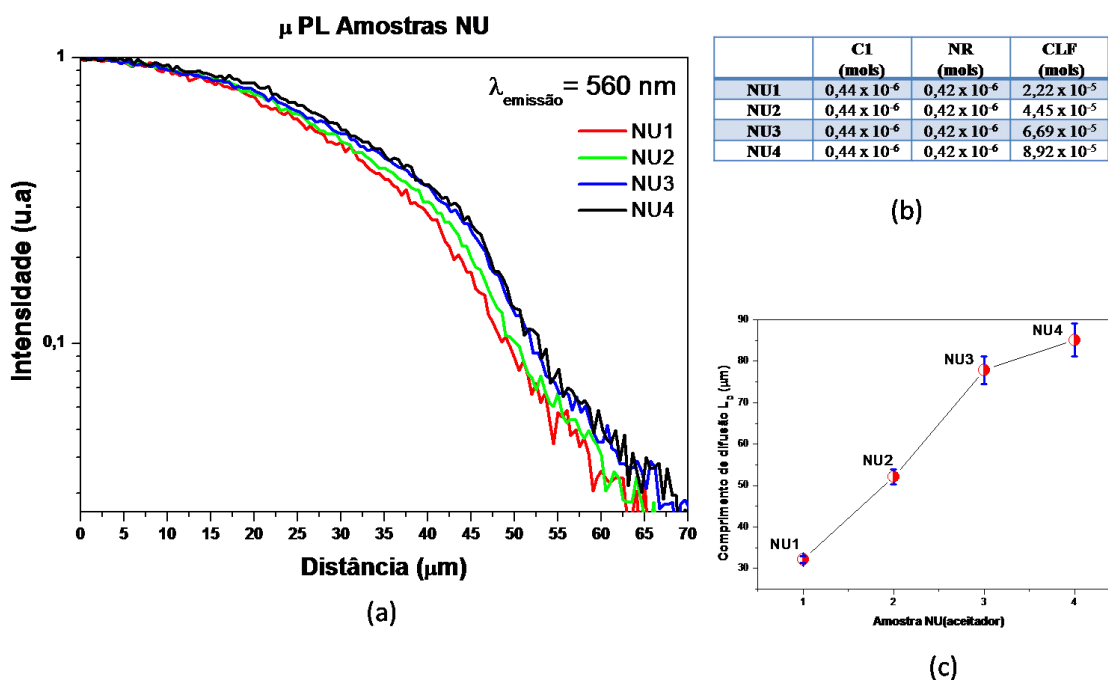 μ PL Amostras NU
1
0,1
Intensidade (u.a)
λemissão = 560 nm
NU1
NU2
NU3
NU4
0 5 10 15 20 25 30 35 40 45 50 55 60 65 70
Distância (μm)
(a)
C1 (mols) NR (mols) CLF (mols)
NU1 0,44 x 10⁻⁶ 0,42 x 10⁻⁶ 2,22 x 10⁻⁵
NU2 0,44 x 10⁻⁶ 0,42 x 10⁻⁶ 4,45 x 10⁻⁵
NU3 0,44 x 10⁻⁶ 0,42 x 10⁻⁶ 6,69 x 10⁻⁵
NU4 0,44 x 10⁻⁶ 0,42 x 10⁻⁶ 8,92 x 10⁻⁵
(b)
90
80
70
60
50
40
30
Comprimento de difusão L_D (μm)
NU1
NU2
NU3
NU4
1 2 3 4
Amostra NU(aceitador)
(c)